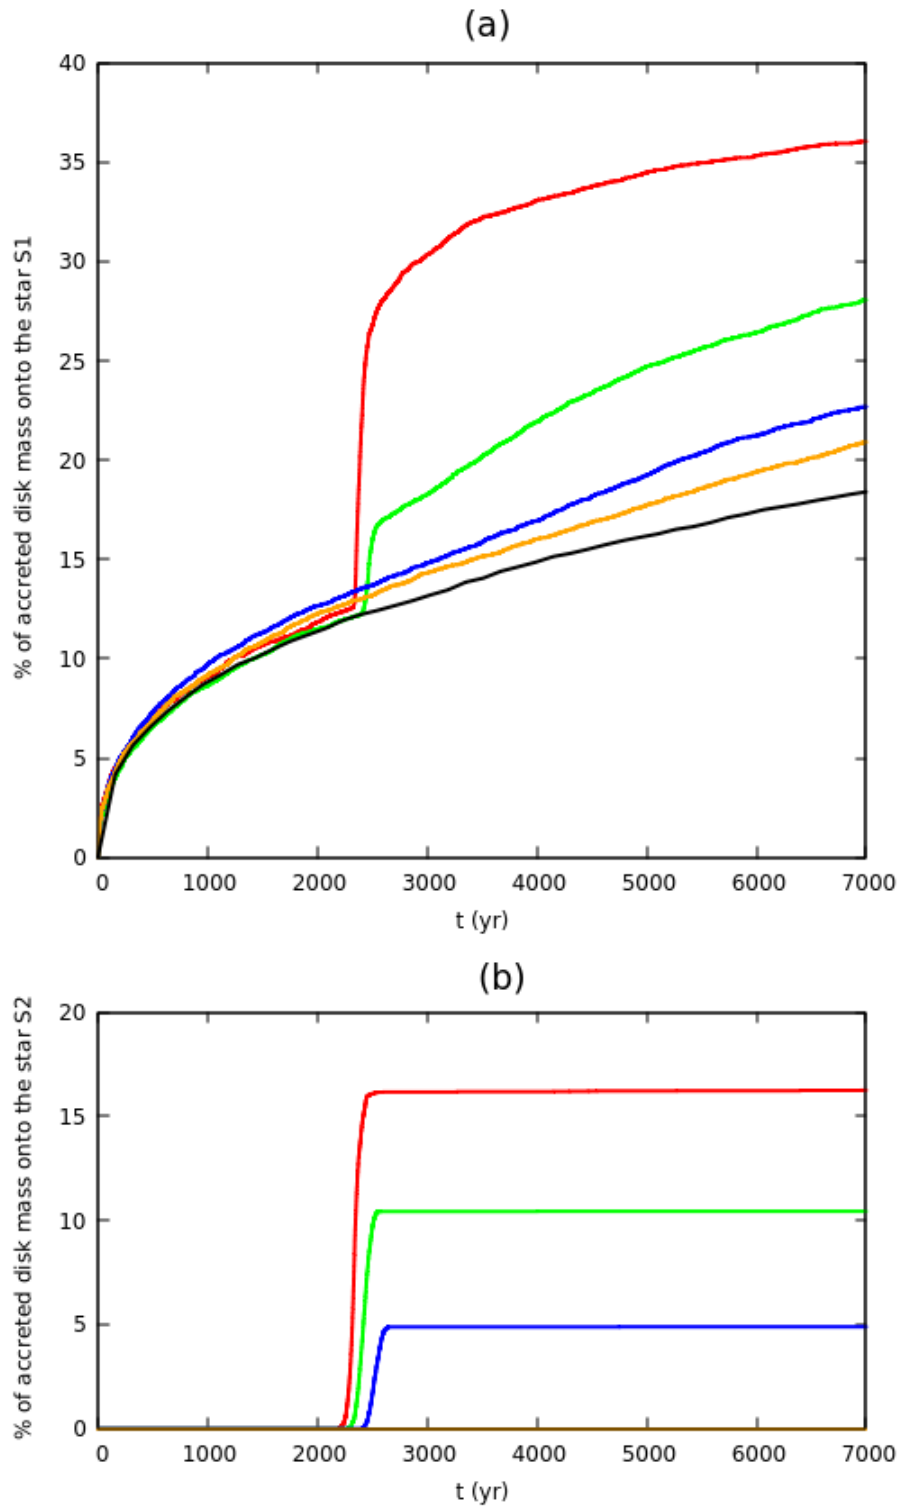 (a)
% of accreted disk mass onto the star S1
40
35
30
25
20
15
10
5
0
0 1000 2000 3000 4000 5000 6000 7000
t (yr)
(b)
% of accreted disk mass onto the star S2
20
15
10
5
0
0 1000 2000 3000 4000 5000 6000 7000
t (yr)